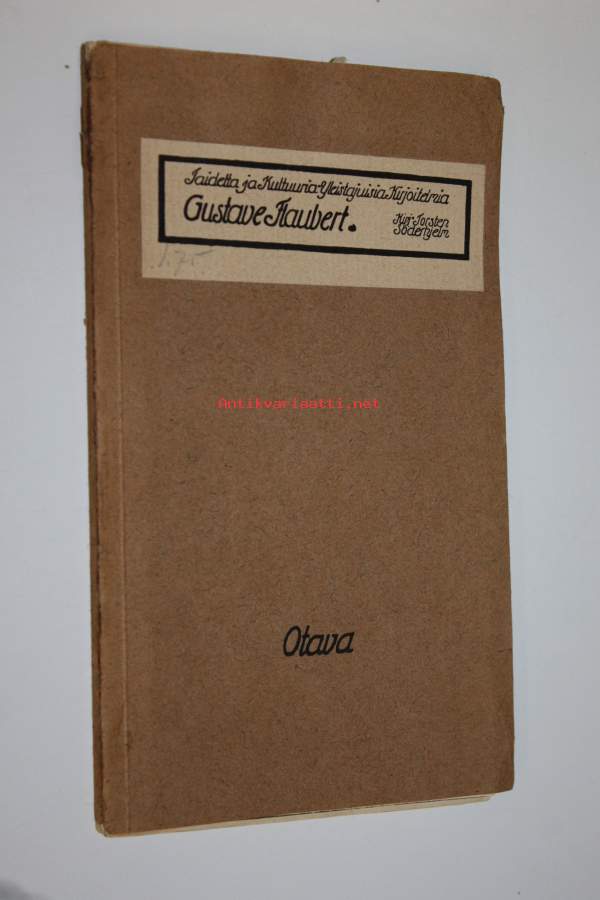 Taidetta ja Kulttuuria. Yleistajuisia Kirjoitelmia
Gustave Flaubert.
Kirj. Torsten
Söderhjelm
1.75
Antikvariaatti.net
Otava